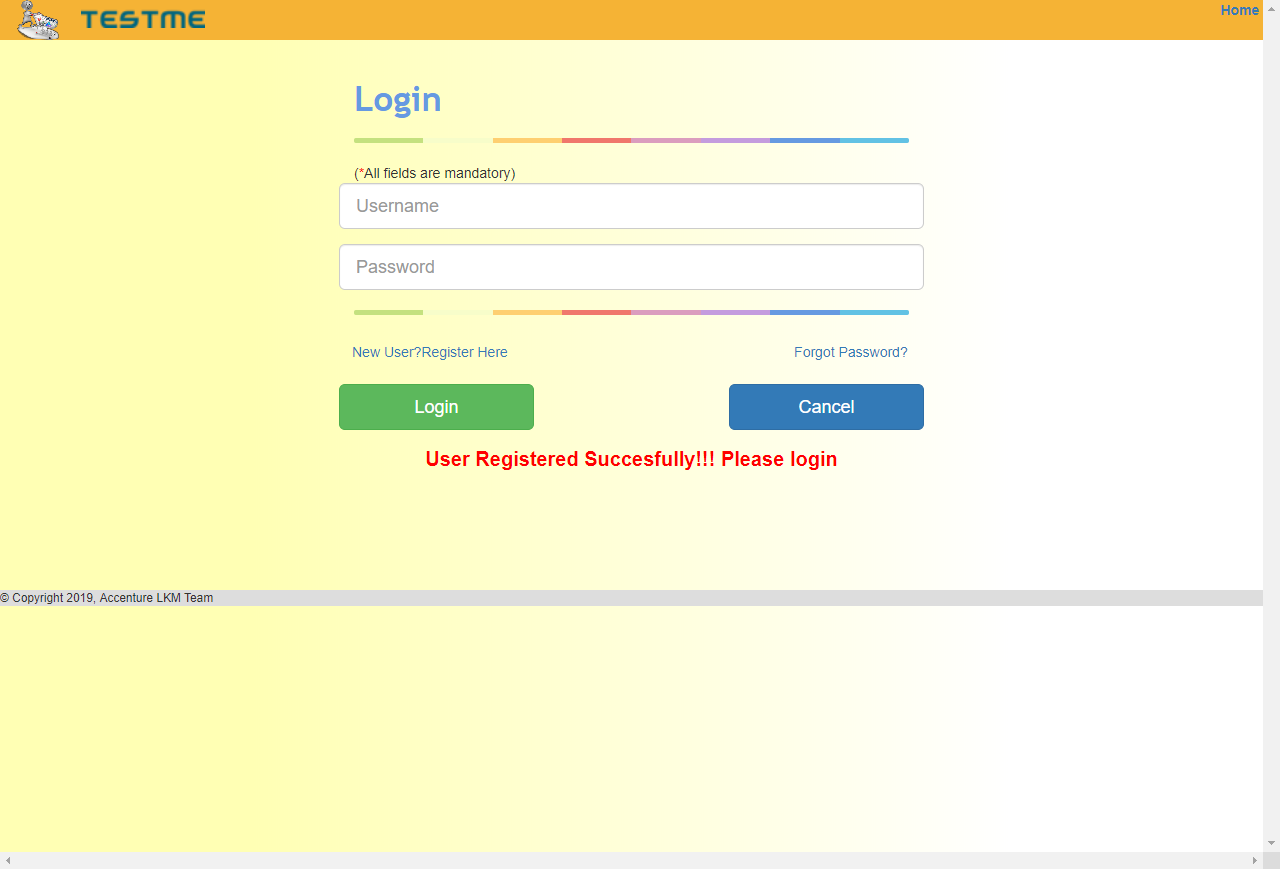 TESTME
Home
Login
(*All fields are mandatory)
Username
Password
New User?Register Here
Forgot Password?
Login
Cancel
User Registered Succesfully!!! Please login
© Copyright 2019, Accenture LKM Team